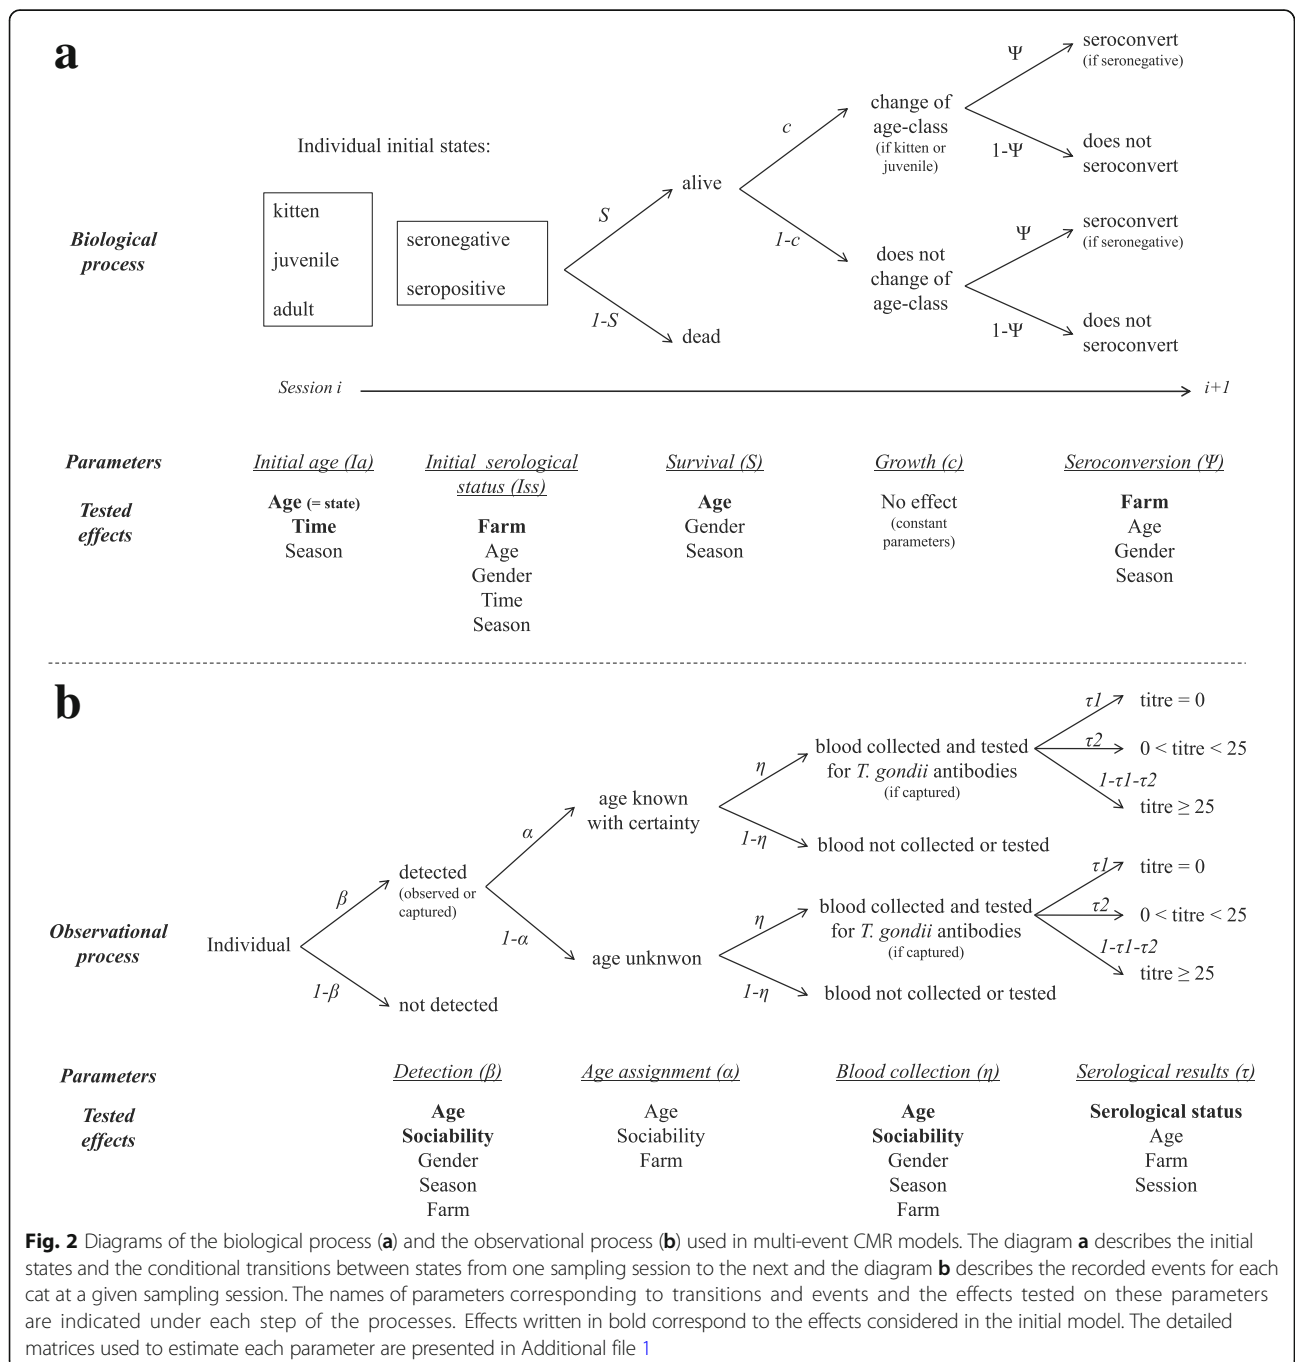 a
Individual initial states:
kitten
juvenile
adult
seronegative
seropositive
Biological
process
S
1-S
alive
dead
c
1-c
change of
age-class
(if kitten or
juvenile)
does not
change of
age-class
Ψ
1-Ψ
seroconvert
(if seronegative)
does not
seroconvert
Ψ
1-Ψ
seroconvert
(if seronegative)
does not
seroconvert
Session i
i+1
Parameters
Initial age (Ia)
Initial serological
status (Iss)
Survival (S)
Growth (c)
Seroconversion (Ψ)
Tested
effects
Age (= state)
Time
Season
Farm
Age
Gender
Time
Season
Age
Gender
Season
No effect
(constant
parameters)
Farm
Age
Gender
Season
b
Observational
process
Individual
β
1-β
detected
(observed or
captured)
not detected
α
1-α
age known
with certainty
age unknwon
η
1-η
blood collected and tested
for T. gondii antibodies
(if captured)
blood not collected or tested
τ1
τ2
1-τ1-τ2
titre = 0
0 < titre < 25
titre ≥ 25
η
1-η
blood collected and tested
for T. gondii antibodies
(if captured)
blood not collected or tested
τ1
τ2
1-τ1-τ2
titre = 0
0 < titre < 25
titre ≥ 25
Parameters
Detection (β)
Age assignment (α)
Blood collection (η)
Serological results (τ)
Tested
effects
Age
Sociability
Gender
Season
Farm
Age
Sociability
Farm
Age
Sociability
Gender
Season
Farm
Serological status
Age
Farm
Session
Fig. 2 Diagrams of the biological process (a) and the observational process (b) used in multi-event CMR models. The diagram a describes the initial
states and the conditional transitions between states from one sampling session to the next and the diagram b describes the recorded events for each
cat at a given sampling session. The names of parameters corresponding to transitions and events and the effects tested on these parameters
are indicated under each step of the processes. Effects written in bold correspond to the effects considered in the initial model. The detailed
matrices used to estimate each parameter are presented in Additional file 1